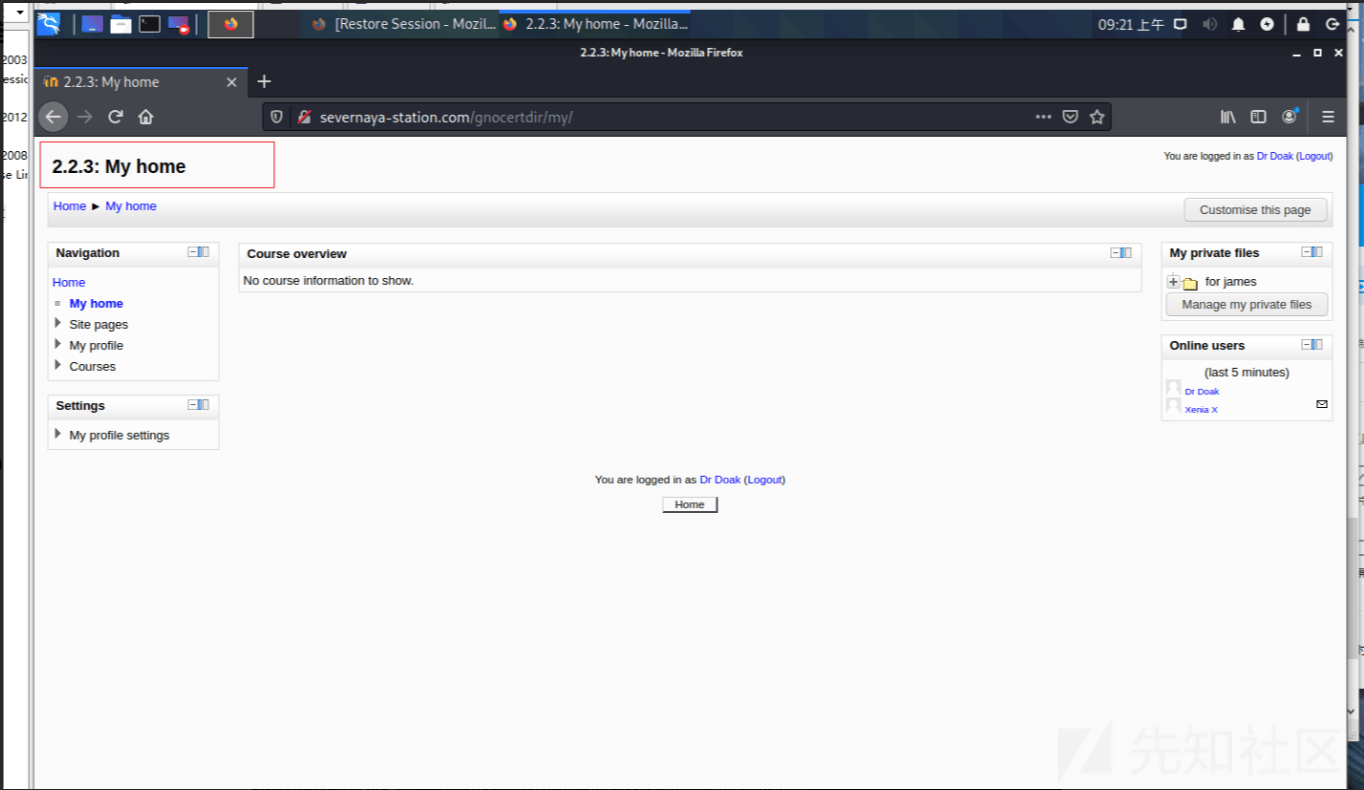 [Restore Session - Mozil...
2.2.3: My home - Mozilla...
09:21 上午
2003
essic
2.2.3: My home - Mozilla Firefox
2.2.3: My home
2012
severnaya-station.com/gnocertdir/my/
2008
se Lir
2.2.3: My home
You are logged in as Dr Doak (Logout)
Home ► My home
Customise this page
Navigation
Home
My home
Site pages
My profile
Courses
Settings
My profile settings
Course overview
No course information to show.
My private files
for james
Manage my private files
Online users
(last 5 minutes)
Dr Doak
Xenia X
You are logged in as Dr Doak (Logout)
Home
先知社区